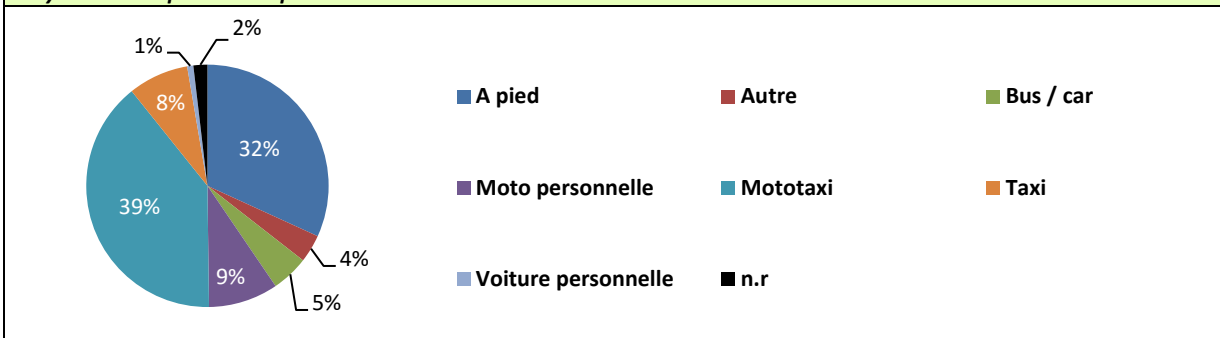 2%
1%
8%
32%
39%
9%
4%
5%
A pied
Autre
Bus / car
Moto personnelle
Mototaxi
Taxi
Voiture personnelle
n.r